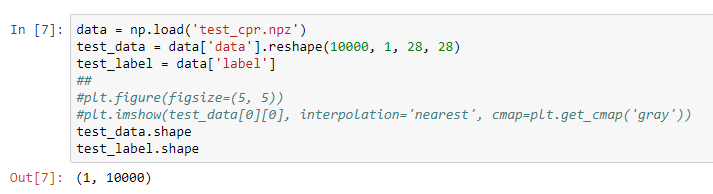 In [7]: data = np.load('test_cpr.npz')
test_data = data['data'].reshape(10000, 1, 28, 28)
test_label = data['label']
##
#plt.figure(figsize=(5, 5))
#plt.imshow(test_data[0][0], interpolation='nearest', cmap=plt.get_cmap('gray'))
test_data.shape
test_label.shape
Out[7]: (1, 10000)